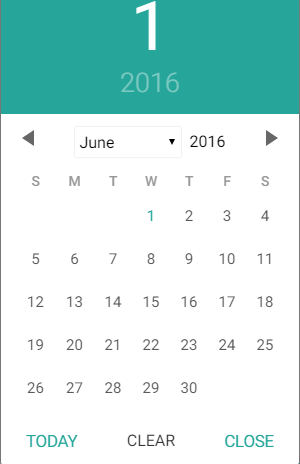 1
2016
June 2016
S M T W T F S
1 2 3 4
5 6 7 8 9 10 11
12 13 14 15 16 17 18
19 20 21 22 23 24 25
26 27 28 29 30
TODAY CLEAR CLOSE